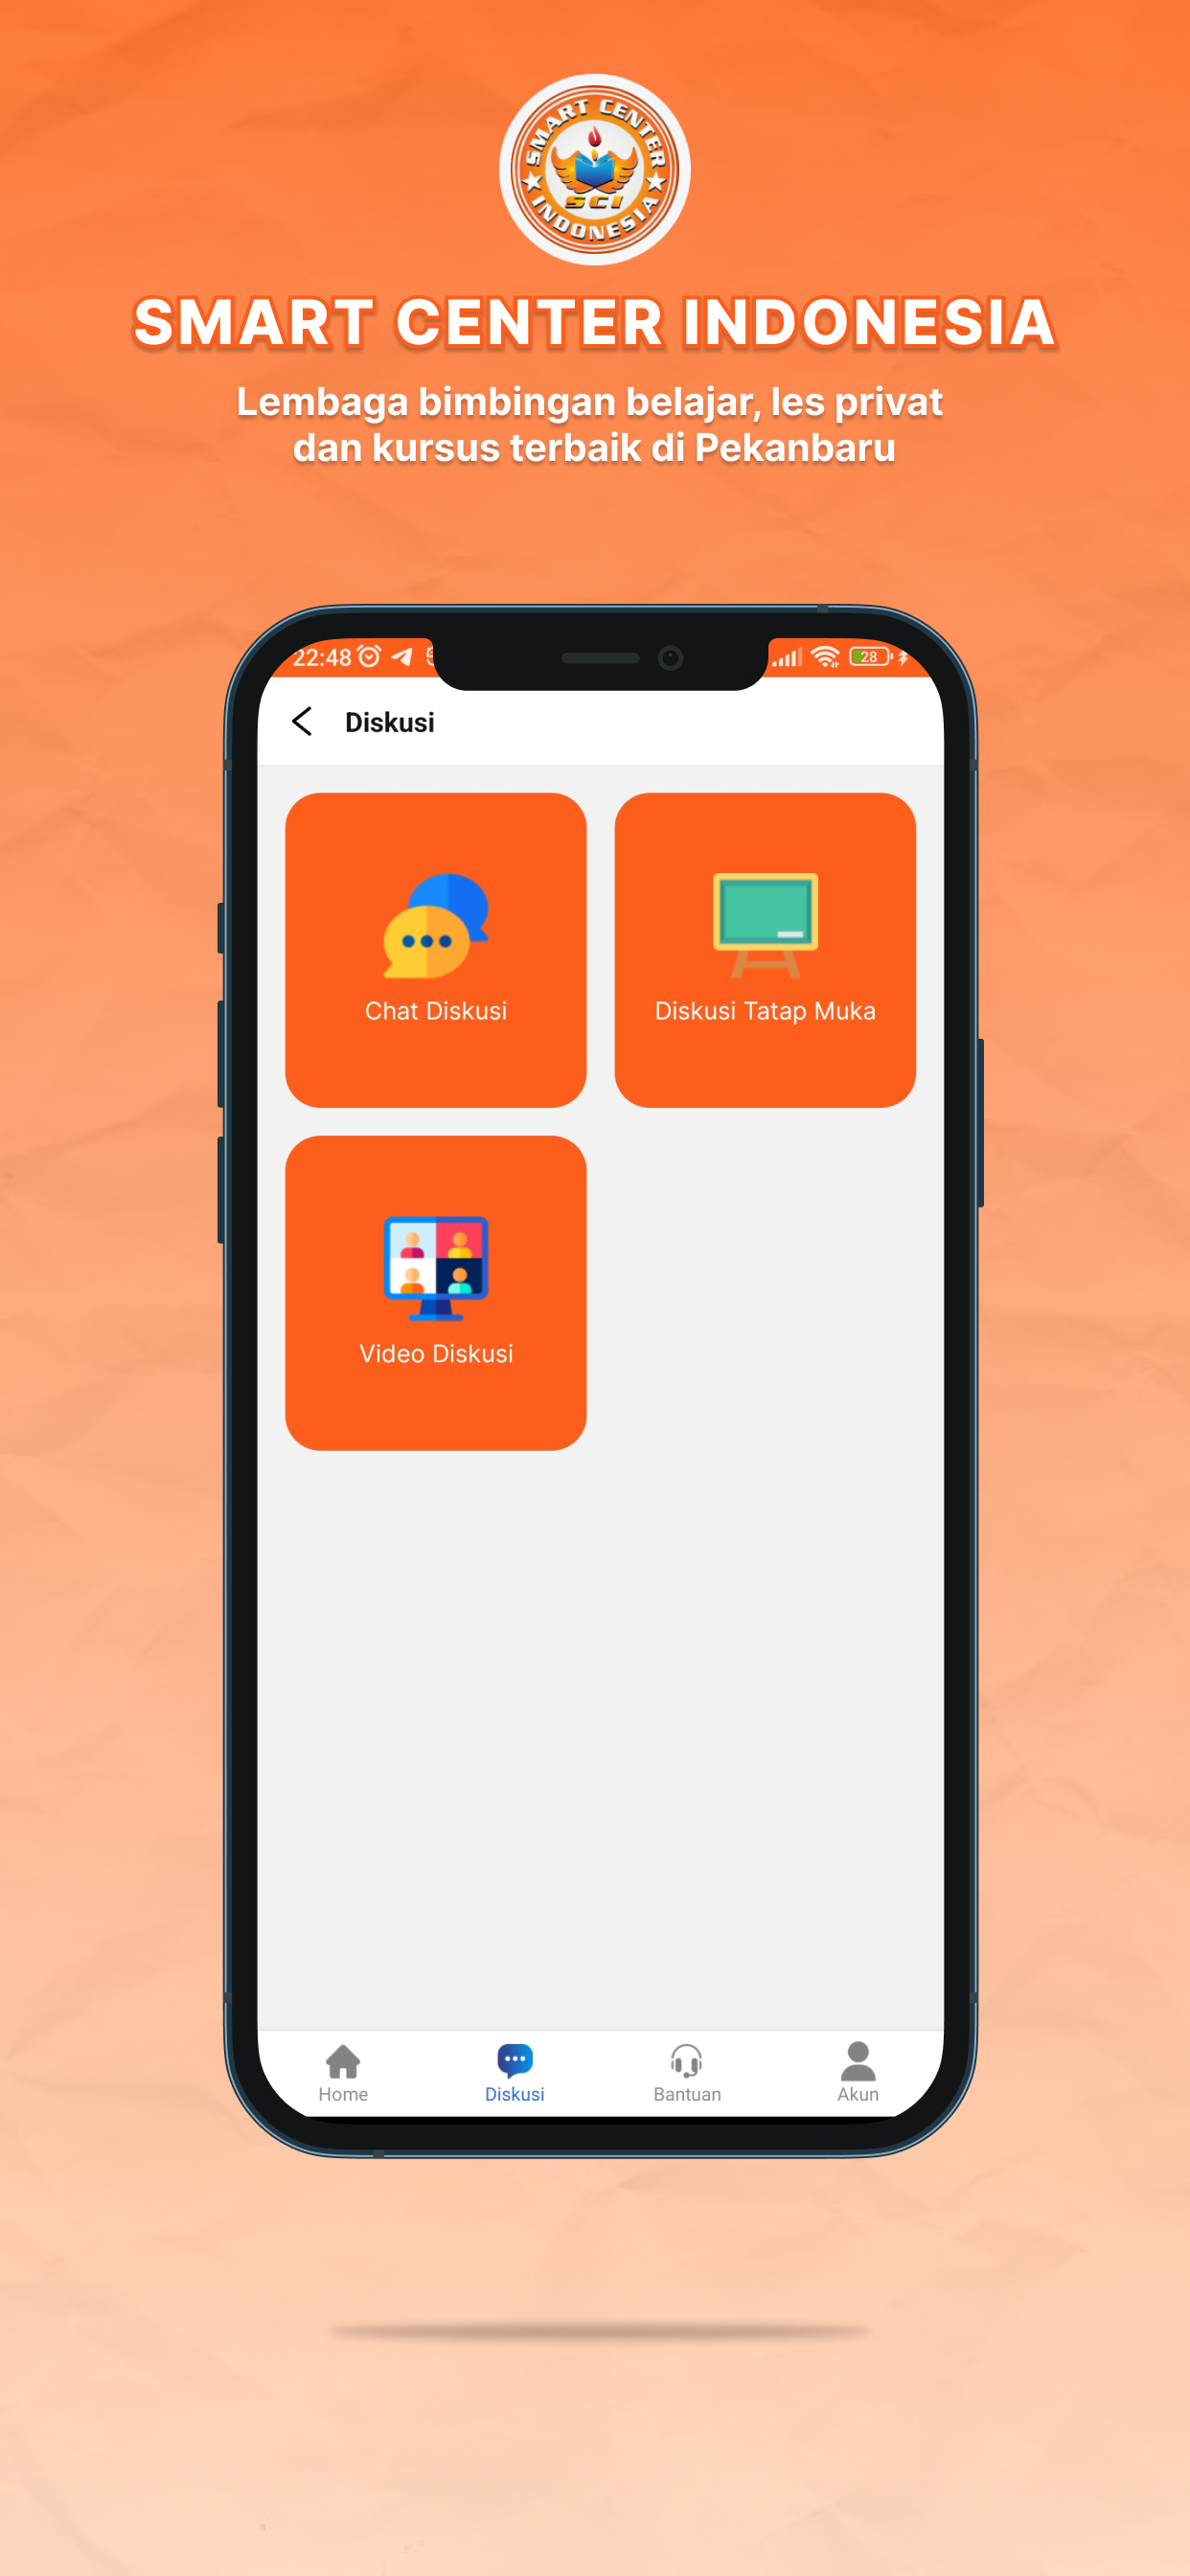 SMART CENTER
SCI
INDONESIA
SMART CENTER INDONESIA
Lembaga bimbingan belajar, les privat
dan kursus terbaik di Pekanbaru
22:48
28
Diskusi
Chat Diskusi
Diskusi Tatap Muka
Video Diskusi
Home
Diskusi
Bantuan
Akun